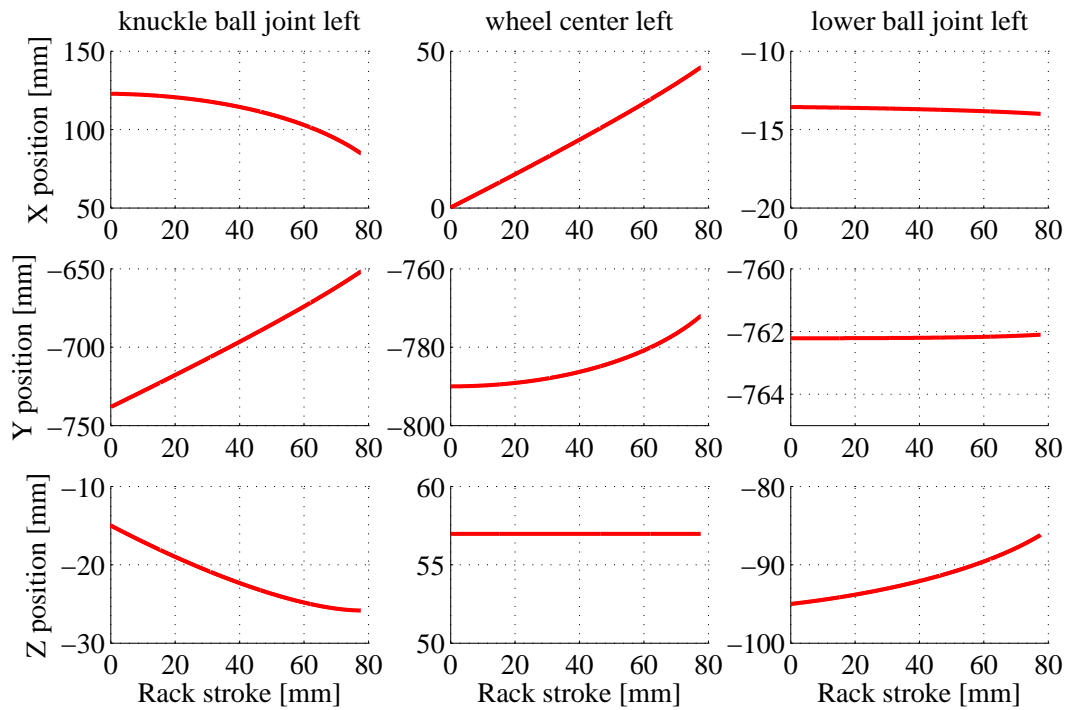 knuckle ball joint left
wheel center left
lower ball joint left
X position [mm]
150
100
50
0 20 40 60 80
50
0
0 20 40 60 80
−10
−15
−20
0 20 40 60 80
Y position [mm]
−650
−700
−750
0 20 40 60 80
−760
−780
−800
0 20 40 60 80
−760
−762
−764
0 20 40 60 80
Z position [mm]
−10
−20
−30
0 20 40 60 80
Rack stroke [mm]
60
55
50
0 20 40 60 80
Rack stroke [mm]
−80
−90
−100
0 20 40 60 80
Rack stroke [mm]